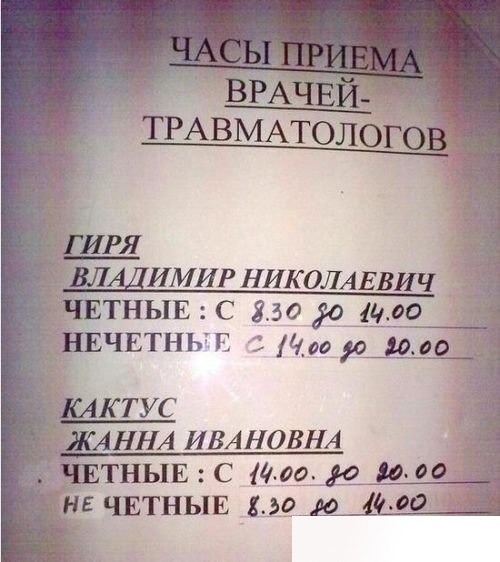 ЧАСЫ ПРИЕМА
ВРАЧЕЙ-
ТРАВМАТОЛОГОВ
ГИРЯ
ВЛАДИМИР НИКОЛАЕВИЧ
ЧЕТНЫЕ : С 8.30 до 14.00
НЕЧЕТНЫЕ С 14.00 до 20.00
КАКТУС
ЖАННА ИВАНОВНА
ЧЕТНЫЕ : С 14.00. до 20.00
НЕ ЧЕТНЫЕ 8.30 до 14.00